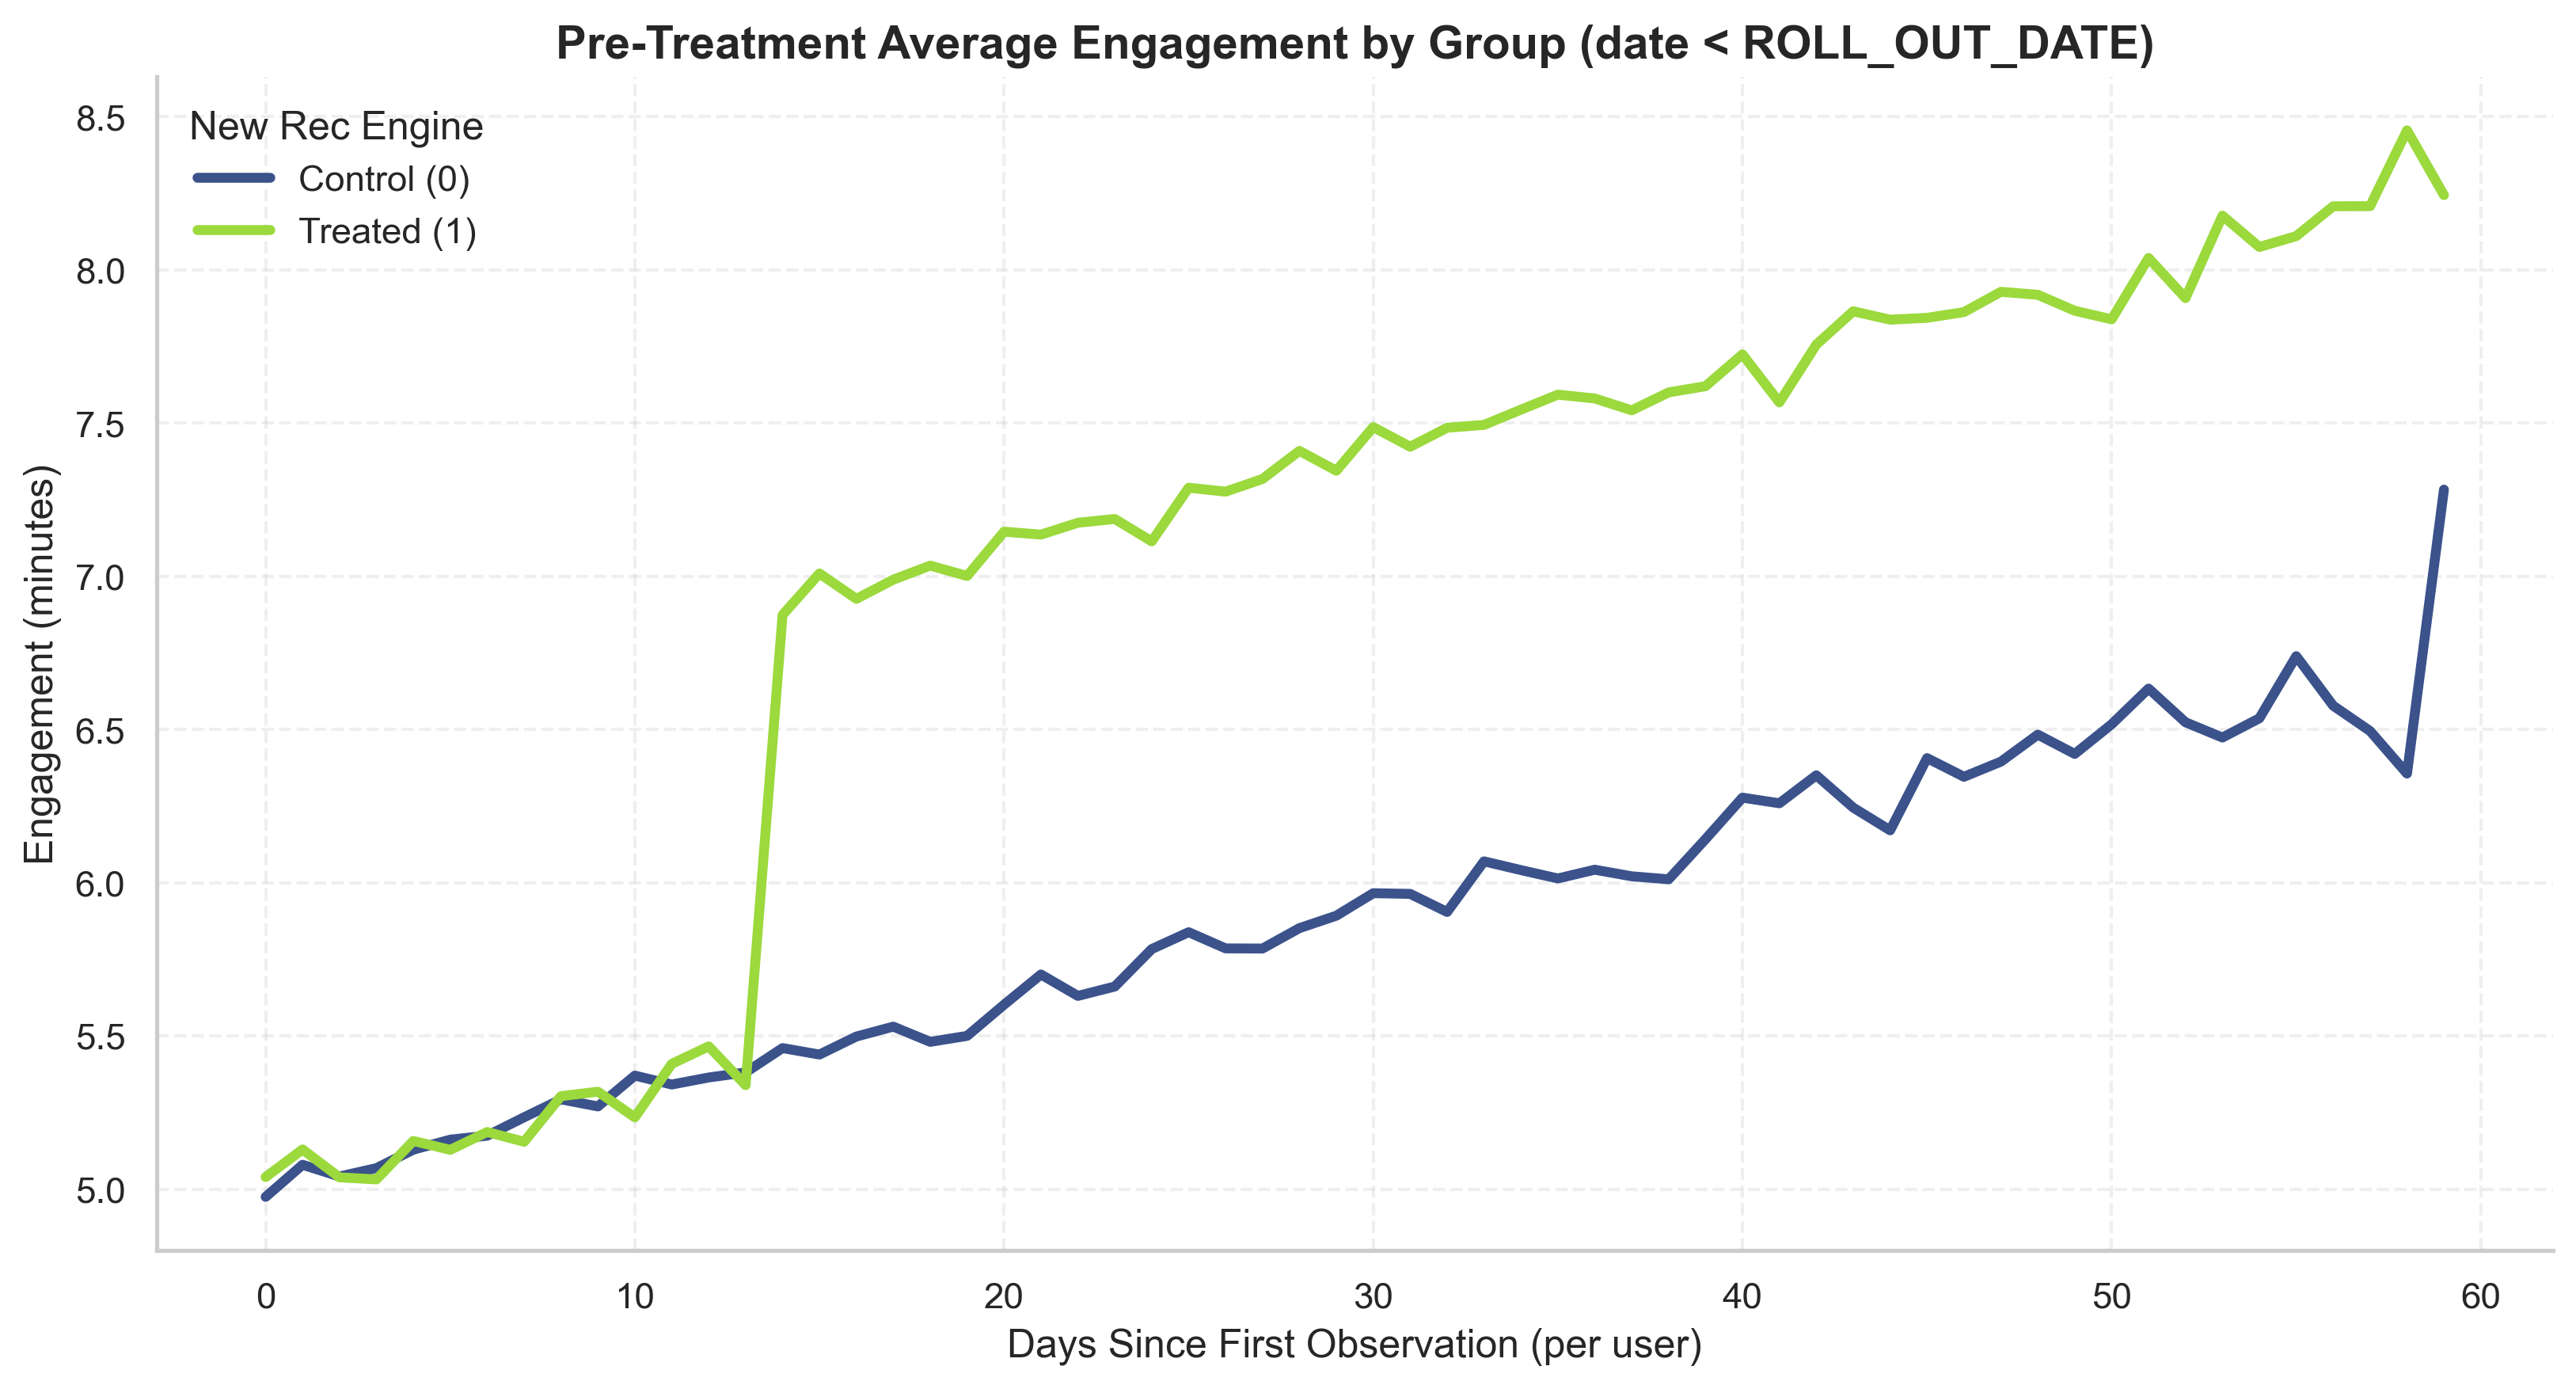 Pre-Treatment Average Engagement by Group (date < ROLL_OUT_DATE)
New Rec Engine
Control (0)
Treated (1)
8.5
8.0
7.5
7.0
6.5
6.0
5.5
5.0
Engagement (minutes)
0 10 20 30 40 50 60
Days Since First Observation (per user)